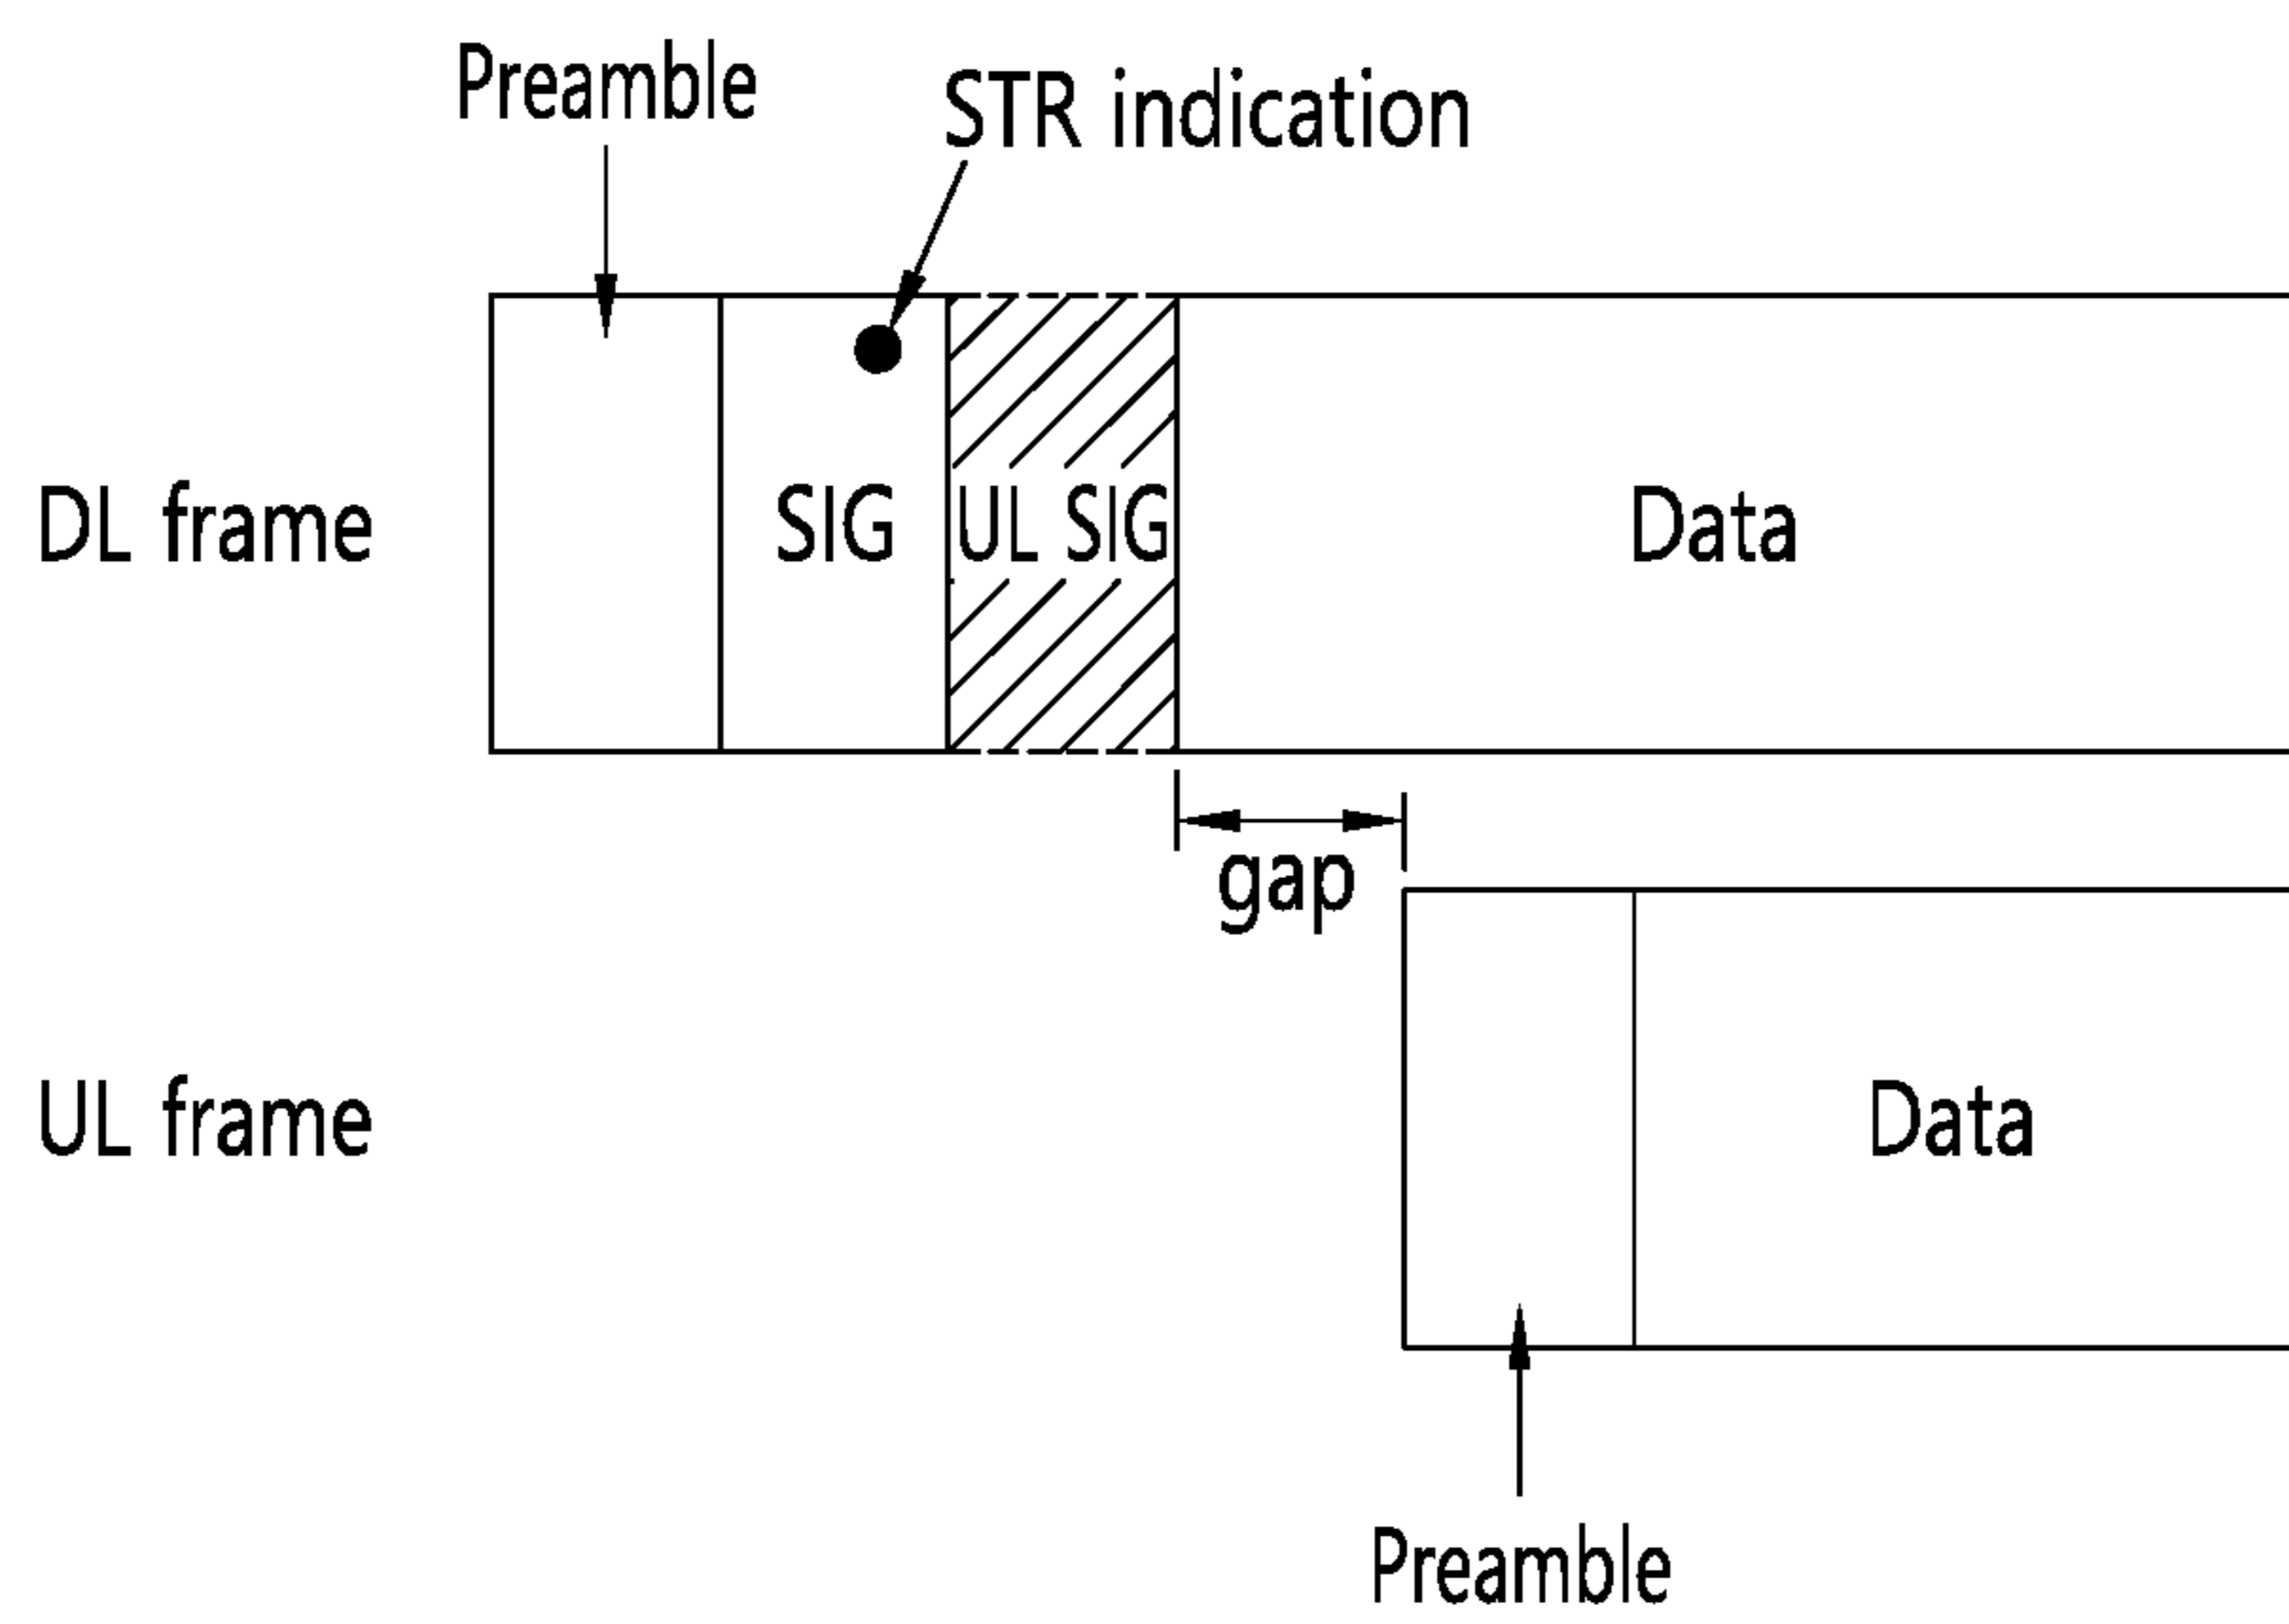 Preamble
STR indication
DL frame
SIG
UL SIG
Data
gap
UL frame
Data
Preamble